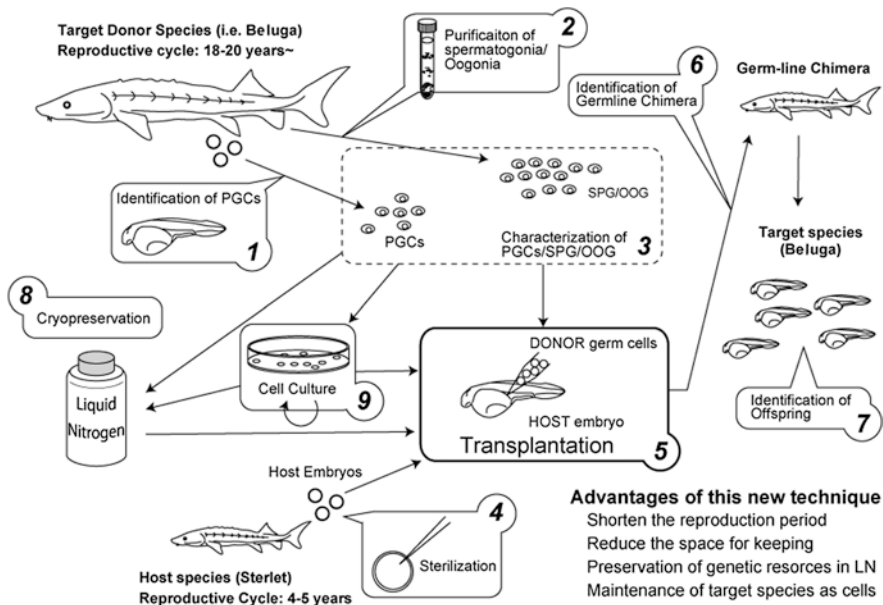 Target Donor Species (i.e. Beluga)
Reproductive cycle: 18-20 years~
2
Purificaiton of
spermatogonia/
Oogonia
6
Identification of
Germline Chimera
Germ-line Chimera
Identification of PGCs
1
PGCs
SPG/OOG
Characterization of
PGCs/SPG/OOG
3
Target species
(Beluga)
8
Cryopreservation
Liquid
Nitrogen
Cell Culture
9
DONOR germ cells
HOST embryo
Transplantation
5
Identification of
Offspring
7
Host Embryos
4
Sterilization
Host species (Sterlet)
Reproductive Cycle: 4-5 years
Advantages of this new technique
Shorten the reproduction period
Reduce the space for keeping
Preservation of genetic resorces in LN
Maintenance of target species as cells